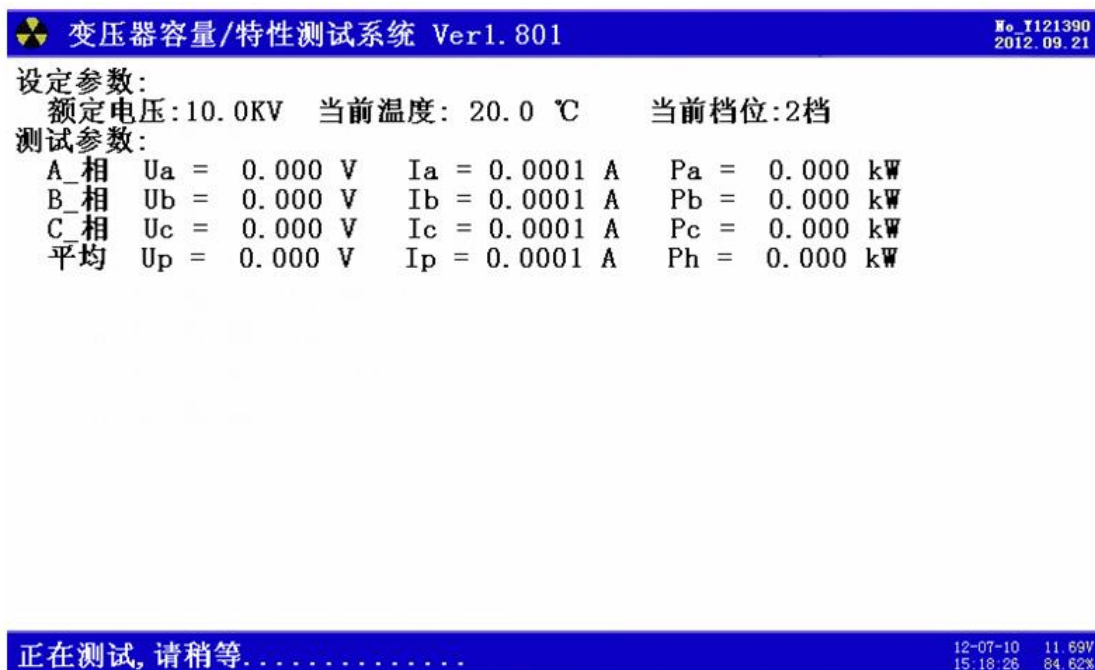 变压器容量/特性测试系统 Ver1.801
No_Y121390
2012.09.21
设定参数:
额定电压:10.0KV 当前温度: 20.0 ℃ 当前档位:2档
测试参数:
A_相 Ua = 0.000 V Ia = 0.0001 A Pa = 0.000 kW
B_相 Ub = 0.000 V Ib = 0.0001 A Pb = 0.000 kW
C_相 Uc = 0.000 V Ic = 0.0001 A Pc = 0.000 kW
平均 Up = 0.000 V Ip = 0.0001 A Ph = 0.000 kW
正在测试,请稍等..............
12-07-10 11.69V
15:18:26 84.62%